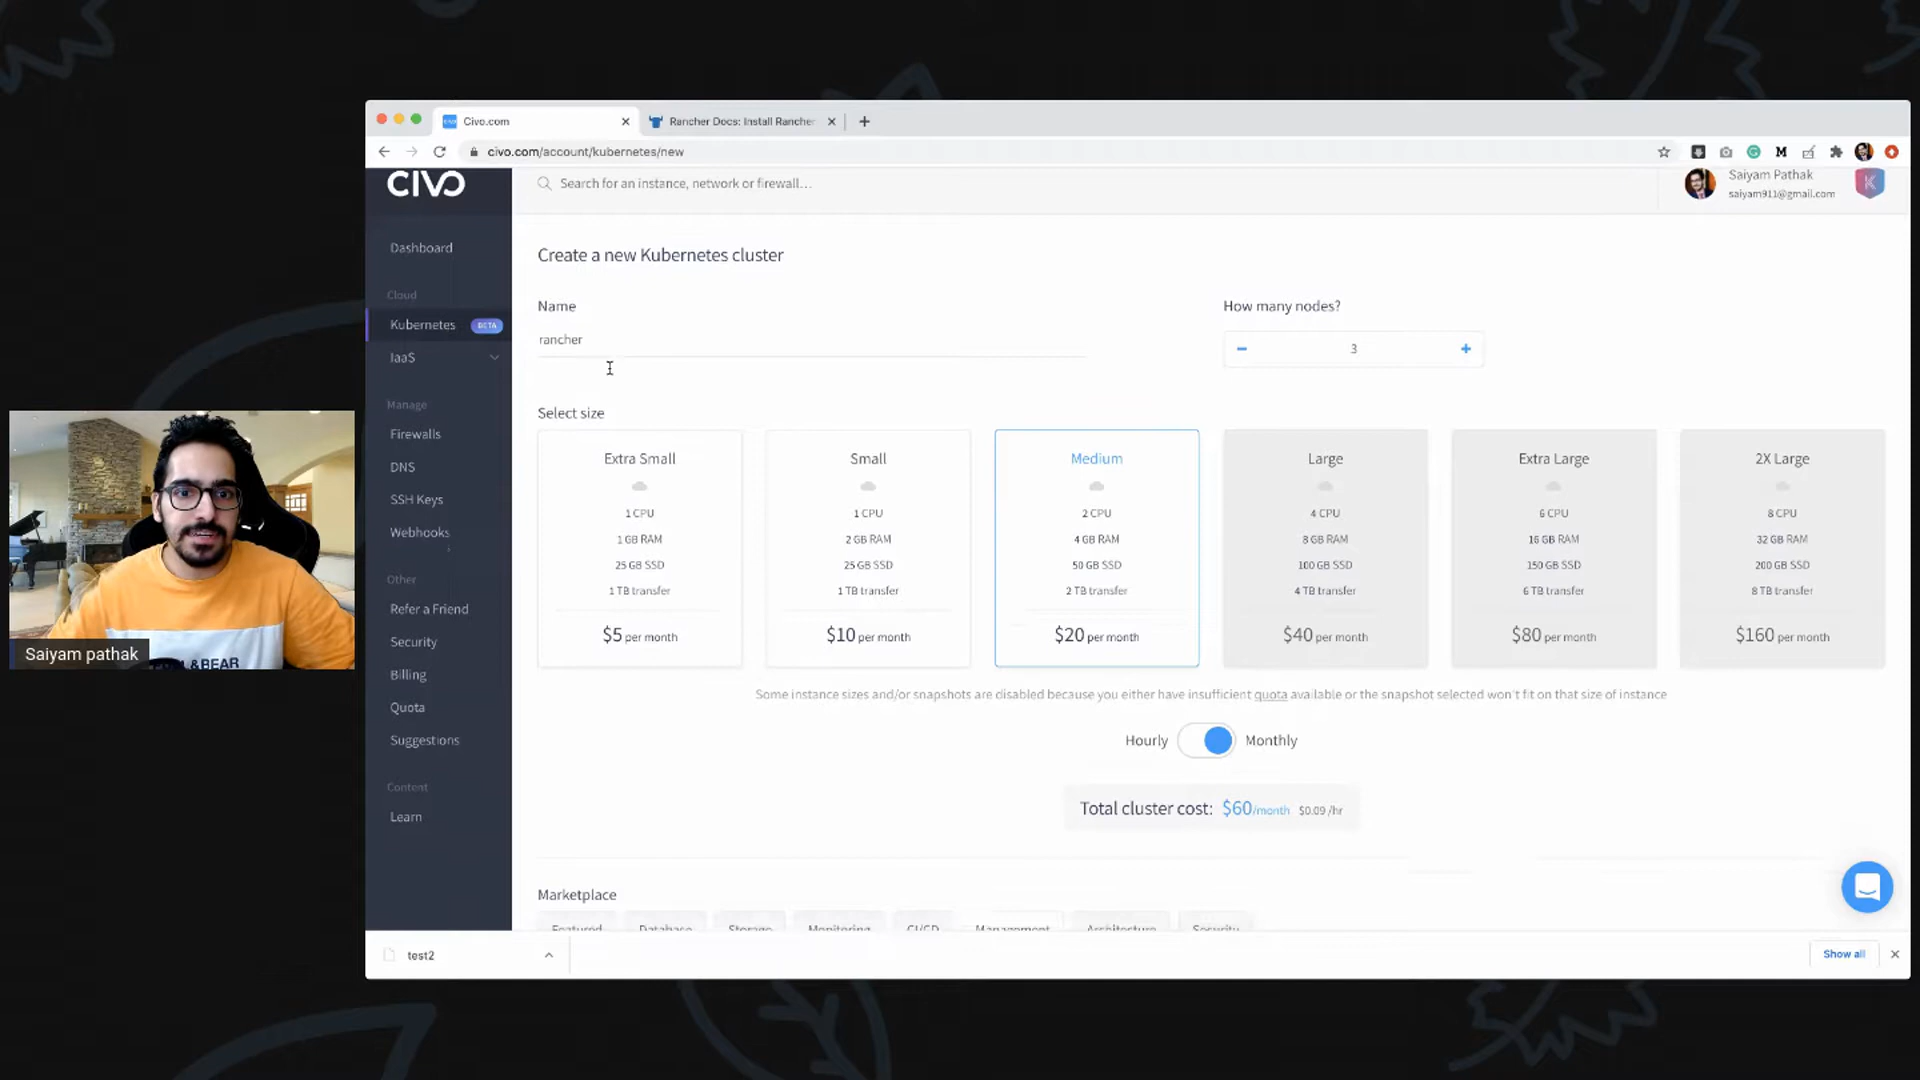 Civo.com
Rancher Docs: Install Rancher
civo.com/account/kubernetes/new
M
CIVO
Search for an instance, network or firewall...
Saiyam Pathak
saiyam911@gmail.com
K
Dashboard
Cloud
Kubernetes BETA
IaaS
Manage
Firewalls
DNS
SSH Keys
Webhooks
Other
Refer a Friend
Security
Billing
Quota
Suggestions
Content
Learn
Create a new Kubernetes cluster
Name
rancher
How many nodes?
3
Select size
Extra Small
1 CPU
1 GB RAM
25 GB SSD
1 TB transfer
$5 per month
Small
1 CPU
2 GB RAM
25 GB SSD
1 TB transfer
$10 per month
Medium
2 CPU
4 GB RAM
50 GB SSD
2 TB transfer
$20 per month
Large
4 CPU
8 GB RAM
100 GB SSD
4 TB transfer
$40 per month
Extra Large
6 CPU
16 GB RAM
150 GB SSD
6 TB transfer
$80 per month
2X Large
8 CPU
32 GB RAM
200 GB SSD
8 TB transfer
$160 per month
Some instance sizes and/or snapshots are disabled because you either have insufficient quota available or the snapshot selected won't fit on that size of instance
Hourly Monthly
Total cluster cost: $60/month $0.09 /hr
Marketplace
Featured Database Storage Monitoring CI/CD Management Architecture Security
test2
Show all
Saiyam pathak
&BEAR